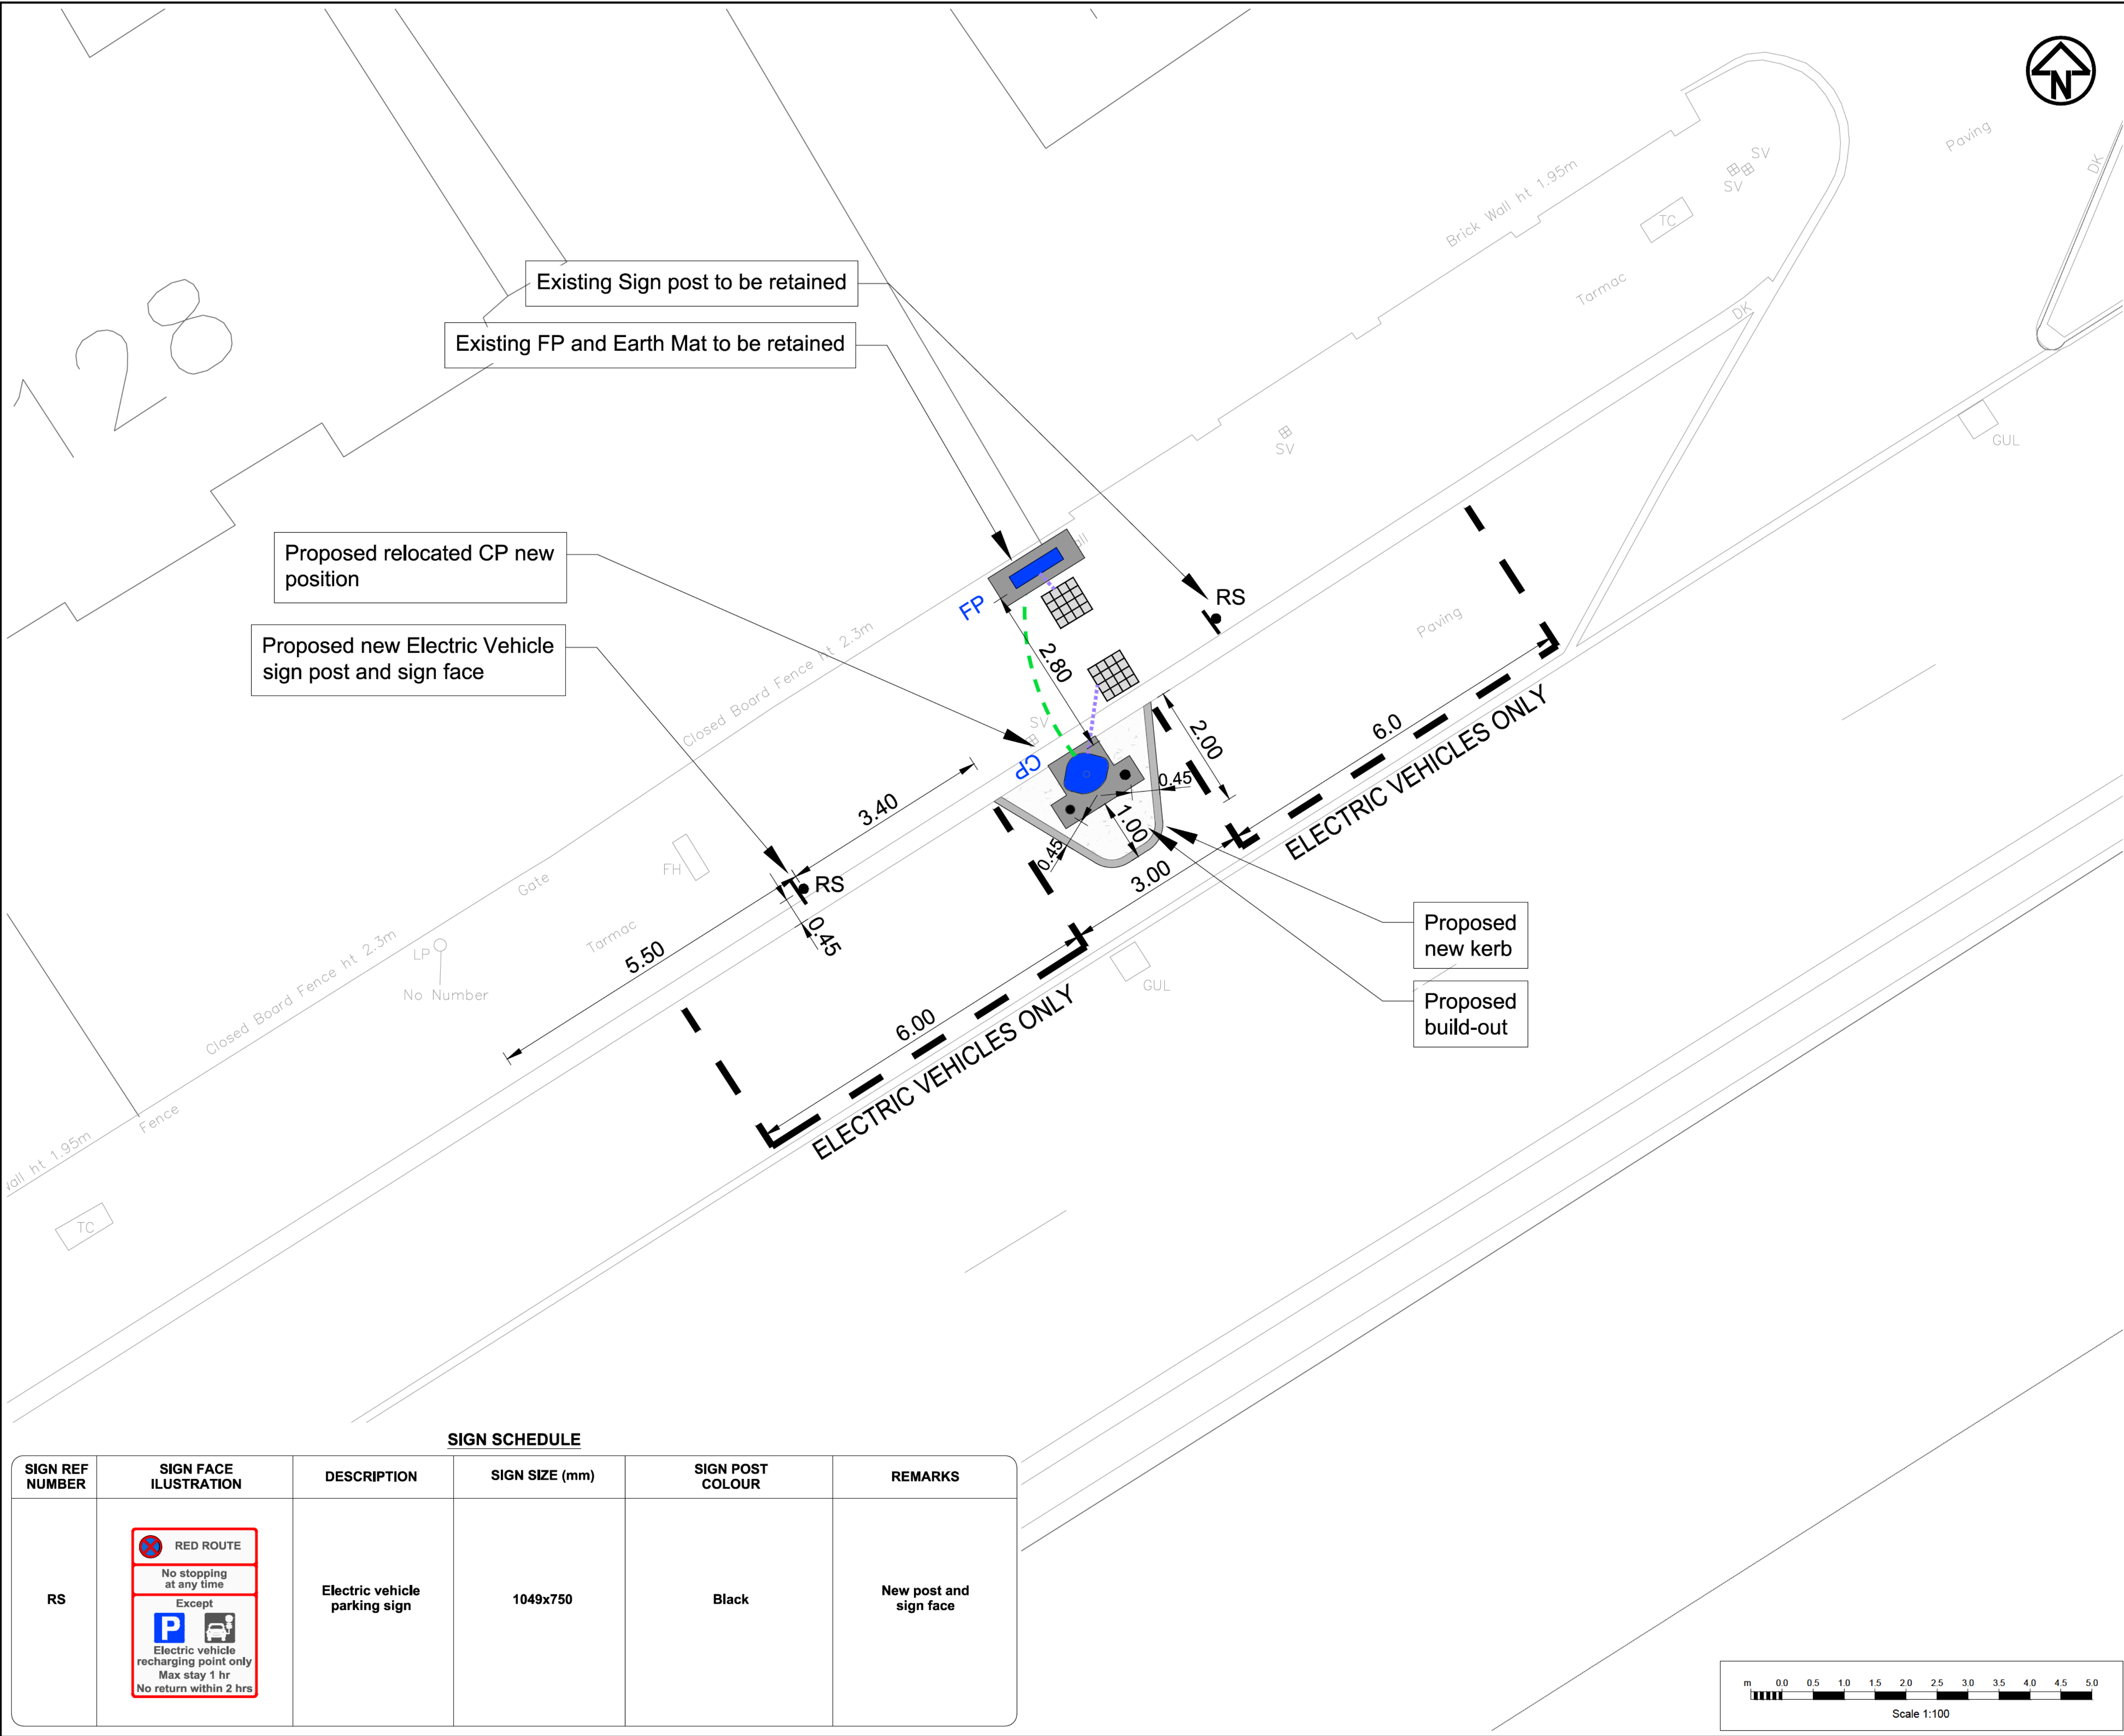 N
128
Existing Sign post to be retained
Existing FP and Earth Mat to be retained
Proposed relocated CP new
position
Proposed new Electric Vehicle
sign post and sign face
Brick Wall ht 1.95m
SV
SV
TC
Paving
DK
Tarmac
DK
GUL
SV
FP
RS
Paving
2.80
Closed Board Fence ht 2.3m
SV
CP
2.00
0.45
1.00
0.45
6.0
ELECTRIC VEHICLES ONLY
3.40
3.00
FH
RS
0.45
Gate
Tarmac
5.50
LP
No Number
Closed Board Fence ht 2.3m
6.00
ELECTRIC VEHICLES ONLY
GUL
Proposed
new kerb
Proposed
build-out
Fence
ht 1.95m
TC
SIGN SCHEDULE
SIGN REF
NUMBER
SIGN FACE
ILUSTRATION
DESCRIPTION
SIGN SIZE (mm)
SIGN POST
COLOUR
REMARKS
RS
RED ROUTE
No stopping
at any time
Except
P
Electric vehicle
recharging point only
Max stay 1 hr
No return within 2 hrs
Electric vehicle
parking sign
1049x750
Black
New post and
sign face
m 0.0 0.5 1.0 1.5 2.0 2.5 3.0 3.5 4.0 4.5 5.0
Scale 1:100